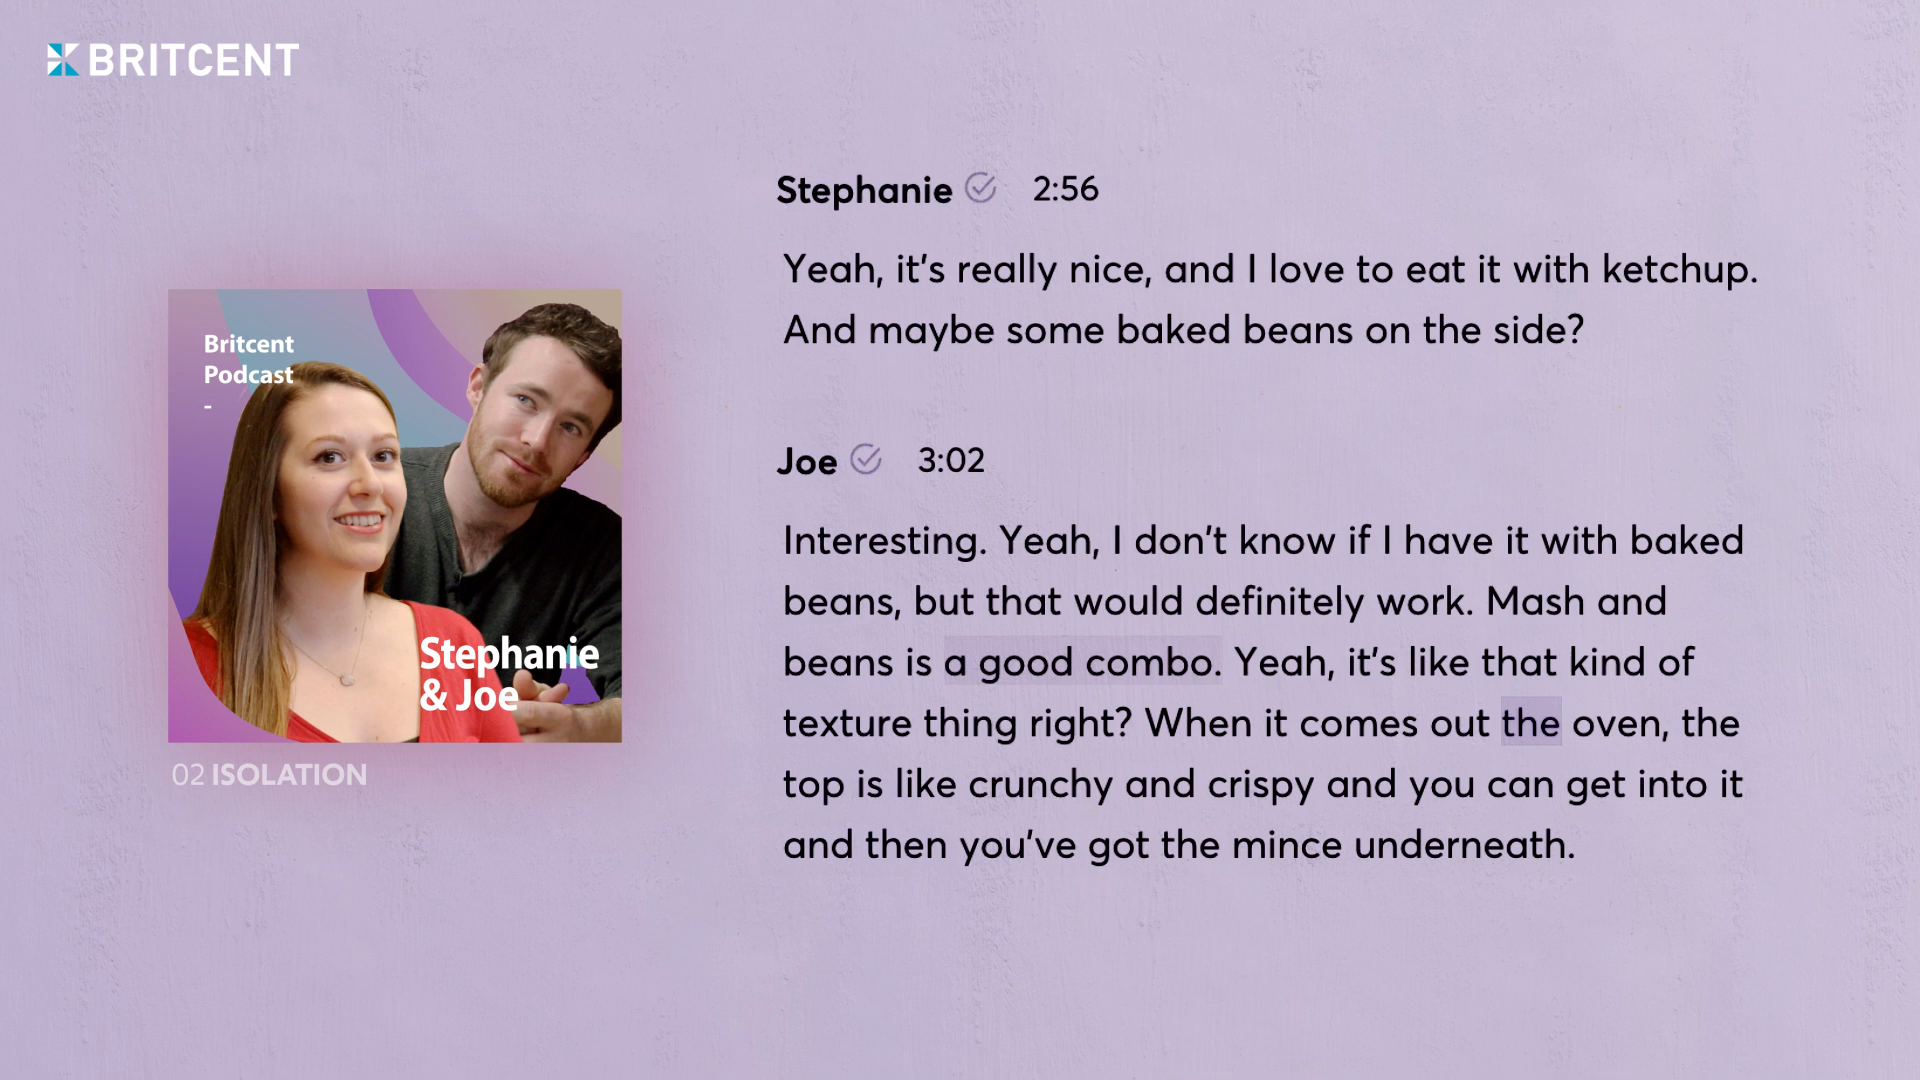 BRITCENT
Britcent
Podcast
-
Stephanie
& Joe
02 ISOLATION
Stephanie 2:56
Yeah, it's really nice, and I love to eat it with ketchup.
And maybe some baked beans on the side?
Joe 3:02
Interesting. Yeah, I don't know if I have it with baked
beans, but that would definitely work. Mash and
beans is a good combo. Yeah, it's like that kind of
texture thing right? When it comes out the oven, the
top is like crunchy and crispy and you can get into it
and then you've got the mince underneath.